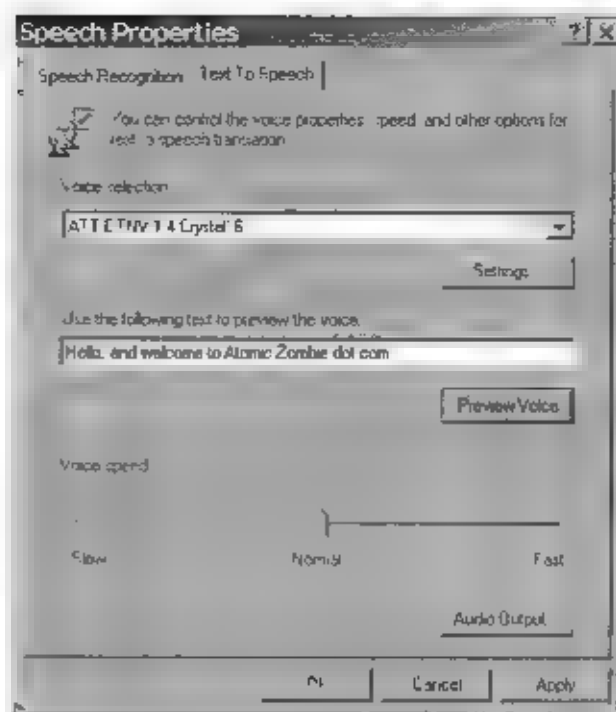 Speech Properties
Speech Recognition Text To Speech
You can control the voice properties, speed, and other options for
text to speech translation
Voice selection
Crystal
Settings
Use the following text to preview the voice.
Hello, and welcome to Atomic Zombie dot com
Preview Voice
Voice speed
Slow Normal Fast
Audio Output
Cancel Apply